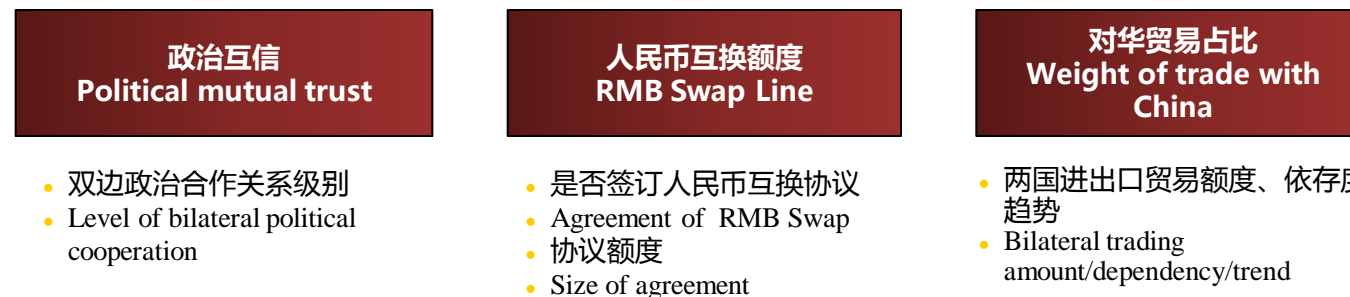 政治互信
Political mutual trust
双边政治合作关系级别
Level of bilateral political
cooperation
人民币互换额度
RMB Swap Line
是否签订人民币互换协议
Agreement of RMB Swap
协议额度
Size of agreement
对华贸易占比
Weight of trade with
China
两国进出口贸易额度、依存度
趋势
Bilateral trading
amount/dependency/trend